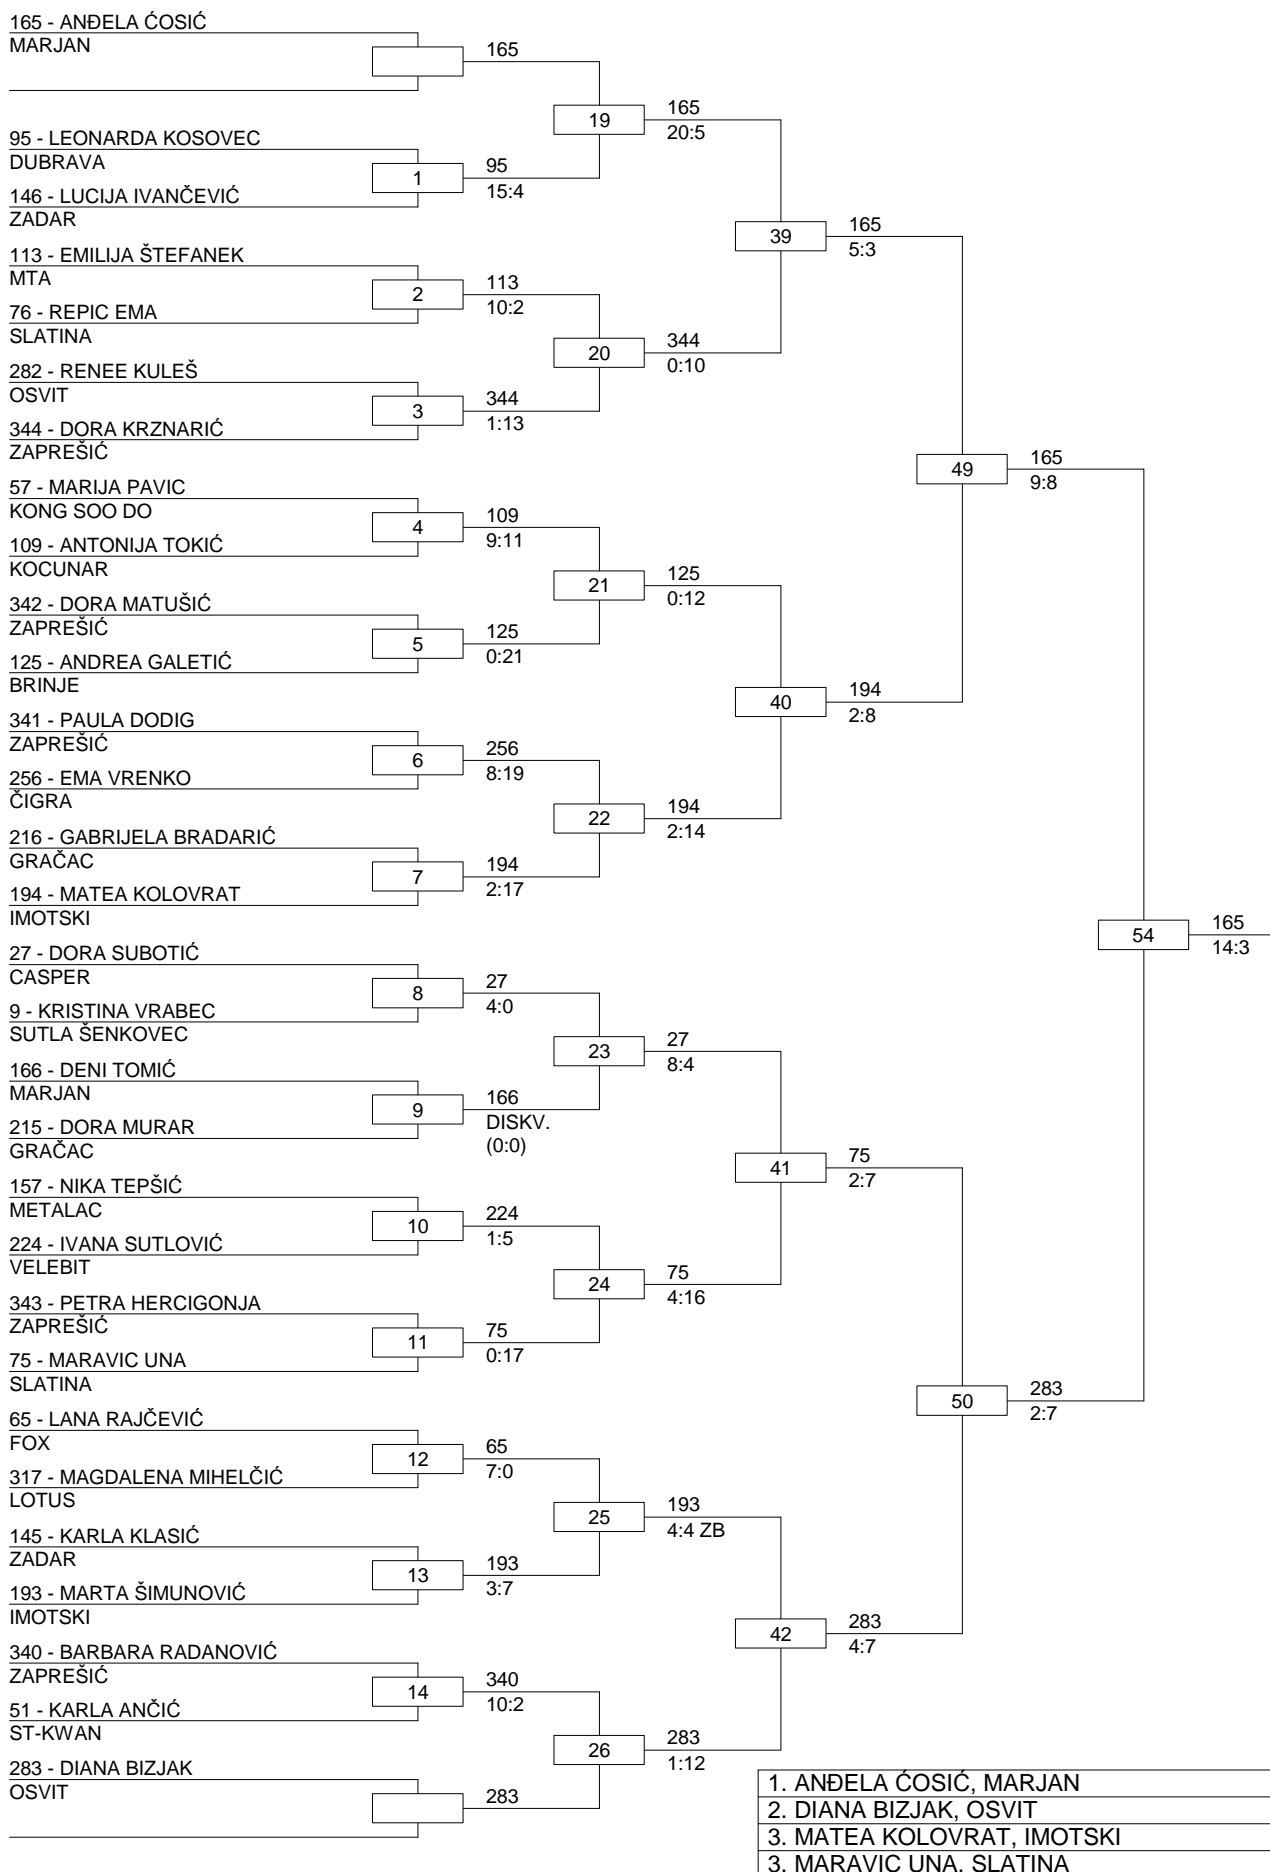 165 - ANĐELA ĆOSIĆ
MARJAN
165
95 - LEONARDA KOSOVEC
DUBRAVA
1
95
15:4
146 - LUCIJA IVANČEVIĆ
ZADAR
19
165
20:5
113 - EMILIJA ŠTEFANEK
MTA
2
113
10:2
76 - REPIC EMA
SLATINA
282 - RENEE KULEŠ
OSVIT
3
344
1:13
344 - DORA KRZNARIĆ
ZAPREŠIĆ
20
344
0:10
39
165
5:3
57 - MARIJA PAVIC
KONG SOO DO
4
109
9:11
109 - ANTONIJA TOKIĆ
KOCUNAR
342 - DORA MATUŠIĆ
ZAPREŠIĆ
5
125
0:21
125 - ANDREA GALETIĆ
BRINJE
21
125
0:12
341 - PAULA DODIG
ZAPREŠIĆ
6
256
8:19
256 - EMA VRENKO
ČIGRA
216 - GABRIJELA BRADARIĆ
GRAČAC
7
194
2:17
194 - MATEA KOLOVRAT
IMOTSKI
22
194
2:14
40
194
2:8
49
165
9:8
27 - DORA SUBOTIĆ
CASPER
8
27
4:0
9 - KRISTINA VRABEC
SUTLA ŠENKOVEC
166 - DENI TOMIĆ
MARJAN
9
166
DISKV.
(0:0)
215 - DORA MURAR
GRAČAC
23
27
8:4
157 - NIKA TEPŠIĆ
METALAC
10
224
1:5
224 - IVANA SUTLOVIĆ
VELEBIT
343 - PETRA HERCIGONJA
ZAPREŠIĆ
11
75
0:17
75 - MARAVIC UNA
SLATINA
24
75
4:16
41
75
2:7
65 - LANA RAJČEVIĆ
FOX
12
65
7:0
317 - MAGDALENA MIHELČIĆ
LOTUS
145 - KARLA KLASIĆ
ZADAR
13
193
3:7
193 - MARTA ŠIMUNOVIĆ
IMOTSKI
25
193
4:4 ZB
340 - BARBARA RADANOVIĆ
ZAPREŠIĆ
14
340
10:2
51 - KARLA ANČIĆ
ST-KWAN
283 - DIANA BIZJAK
OSVIT
283
26
283
1:12
42
283
4:7
50
283
2:7
54
165
14:3
1. ANĐELA ĆOSIĆ, MARJAN
2. DIANA BIZJAK, OSVIT
3. MATEA KOLOVRAT, IMOTSKI
3. MARAVIC UNA, SLATINA